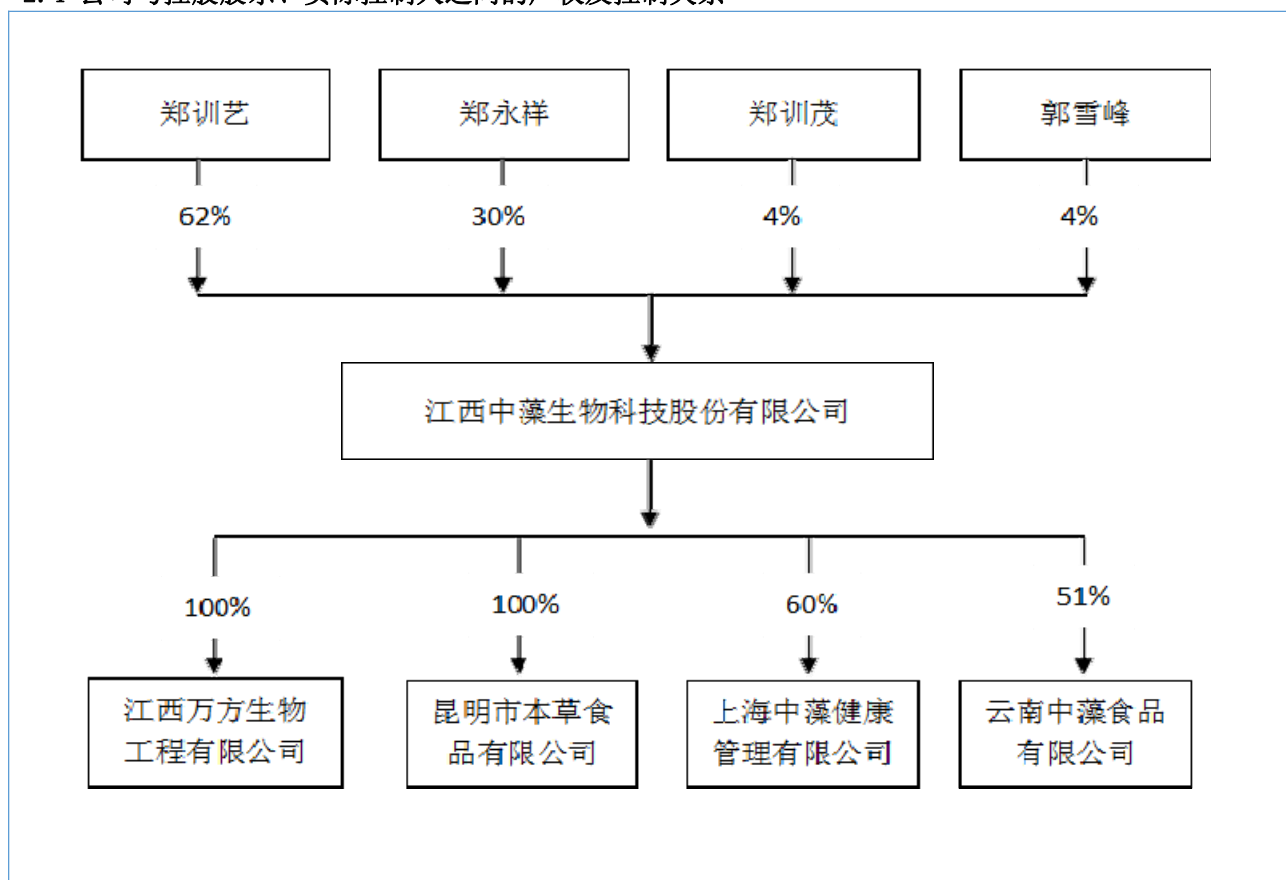 郑训艺
郑永祥
郑训茂
郭雪峰
62%
30%
4%
4%
江西中藻生物科技股份有限公司
100%
100%
60%
51%
江西万方生物
工程有限公司
昆明市本草食
品有限公司
上海中藻健康
管理有限公司
云南中藻食品
有限公司